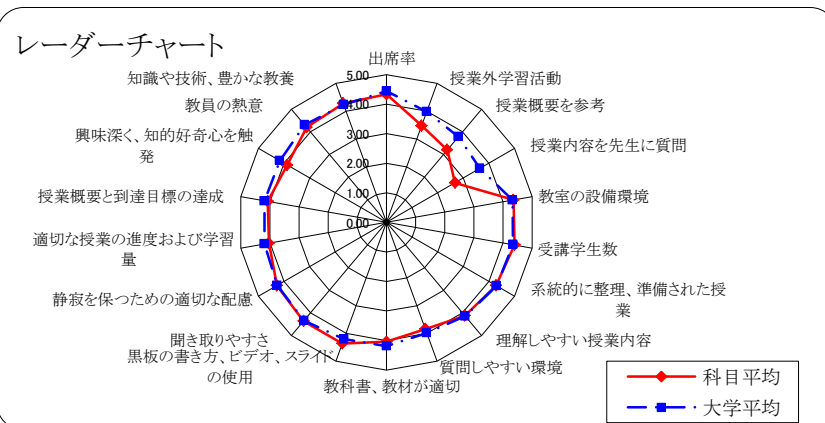 レーダーチャート
出席率
授業外学習活動
授業概要を参考
授業内容を先生に質問
教室の設備環境
受講学生数
系統的に整理、準備された授
業
理解しやすい授業内容
質問しやすい環境
教科書、教材が適切
黒板の書き方、ビデオ、スライド
の使用
聞き取りやすさ
静寂を保つための適切な配慮
適切な授業の進度および学習
量
授業概要と到達目標の達成
興味深く、知的好奇心を触
発
教員の熱意
知識や技術、豊かな教養
5.00
4.00
3.00
2.00
1.00
0.00
科目平均
大学平均